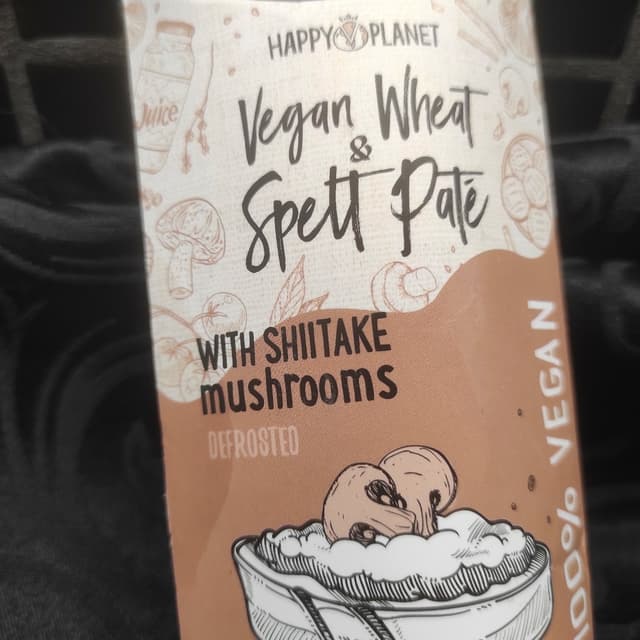 HAPPY PLANET
Juice
Vegan Wheat
&
Spelt Paté
WITH SHIITAKE
mushrooms
DEFROSTED
100% VEGAN